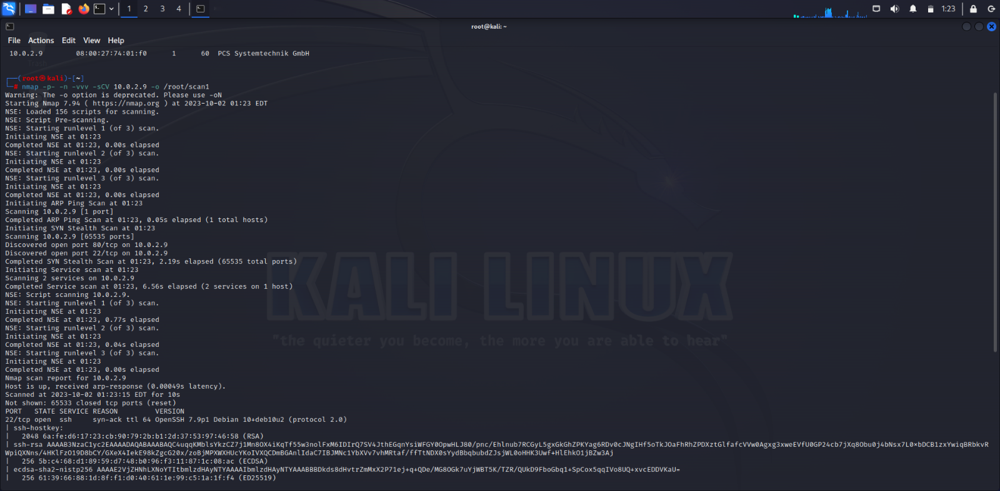 1 2 3 4 1:23
root@kali: ~
File Actions Edit View Help
10.0.2.9 08:00:27:74:01:f0 1 60 PCS Systemtechnik GmbH
(root㉿kali)-[~]
# nmap -p- -n -vvv -sCV 10.0.2.9 -o /root/scan1
Warning: The -o option is deprecated. Please use -oN
Starting Nmap 7.94 ( https://nmap.org ) at 2023-10-02 01:23 EDT
NSE: Loaded 156 scripts for scanning.
NSE: Script Pre-scanning.
NSE: Starting runlevel 1 (of 3) scan.
Initiating NSE at 01:23
Completed NSE at 01:23, 0.00s elapsed
NSE: Starting runlevel 2 (of 3) scan.
Initiating NSE at 01:23
Completed NSE at 01:23, 0.00s elapsed
NSE: Starting runlevel 3 (of 3) scan.
Initiating NSE at 01:23
Completed NSE at 01:23, 0.00s elapsed
Initiating ARP Ping Scan at 01:23
Scanning 10.0.2.9 [1 port]
Completed ARP Ping Scan at 01:23, 0.05s elapsed (1 total hosts)
Initiating SYN Stealth Scan at 01:23
Scanning 10.0.2.9 [65535 ports]
Discovered open port 80/tcp on 10.0.2.9
Discovered open port 22/tcp on 10.0.2.9
Completed SYN Stealth Scan at 01:23, 2.19s elapsed (65535 total ports)
Initiating Service scan at 01:23
Scanning 2 services on 10.0.2.9
Completed Service scan at 01:23, 6.56s elapsed (2 services on 1 host)
NSE: Script scanning 10.0.2.9.
NSE: Starting runlevel 1 (of 3) scan.
Initiating NSE at 01:23
Completed NSE at 01:23, 0.77s elapsed
NSE: Starting runlevel 2 (of 3) scan.
Initiating NSE at 01:23
Completed NSE at 01:23, 0.04s elapsed
NSE: Starting runlevel 3 (of 3) scan.
Initiating NSE at 01:23
Completed NSE at 01:23, 0.00s elapsed
Nmap scan report for 10.0.2.9
Host is up, received arp-response (0.00049s latency).
Scanned at 2023-10-02 01:23:15 EDT for 10s
Not shown: 65533 closed tcp ports (reset)
PORT STATE SERVICE REASON VERSION
22/tcp open ssh syn-ack ttl 64 OpenSSH 7.9p1 Debian 10+deb10u2 (protocol 2.0)
| ssh-hostkey:
| 2048 6a:fe:d6:17:23:cb:90:79:2b:b1:2d:37:53:97:46:58 (RSA)
| ssh-rsa
| 256 5b:c4:68:d1:89:59:d7:48:b0:96:f3:11:87:1c:08:ac (ECDSA)
| ecdsa-sha2-nistp256
| 256 61:39:66:88:1d:8f:f1:d0:40:61:1e:99:c5:1a:1f:f4 (ED25519)
KALI LINUX
"the quieter you become, the more you are able to hear"